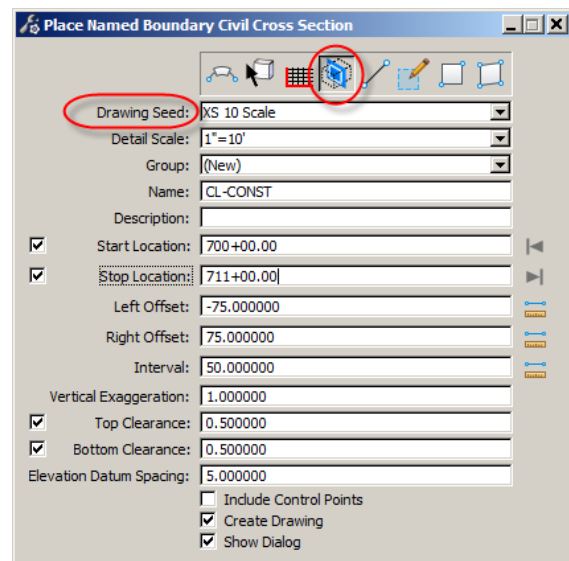 Place Named Boundary Civil Cross Section
Drawing Seed: XS 10 Scale
Detail Scale: 1"=10'
Group: (New)
Name: CL-CONST
Description:
Start Location: 700+00.00
Stop Location: 711+00.00
Left Offset: -75.000000
Right Offset: 75.000000
Interval: 50.000000
Vertical Exaggeration: 1.000000
Top Clearance: 0.500000
Bottom Clearance: 0.500000
Elevation Datum Spacing: 5.000000
Include Control Points
Create Drawing
Show Dialog